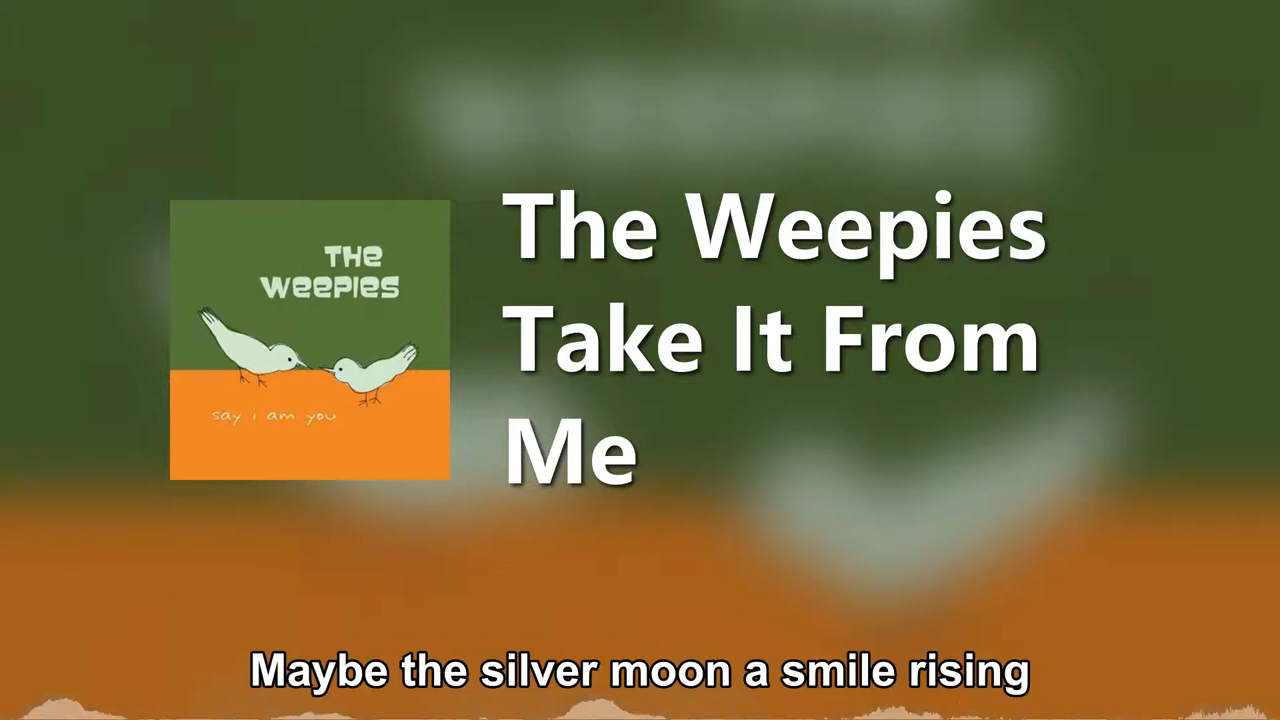 THE
WEEPIES
say i am you
The Weepies
Take It From
Me
Maybe the silver moon a smile rising